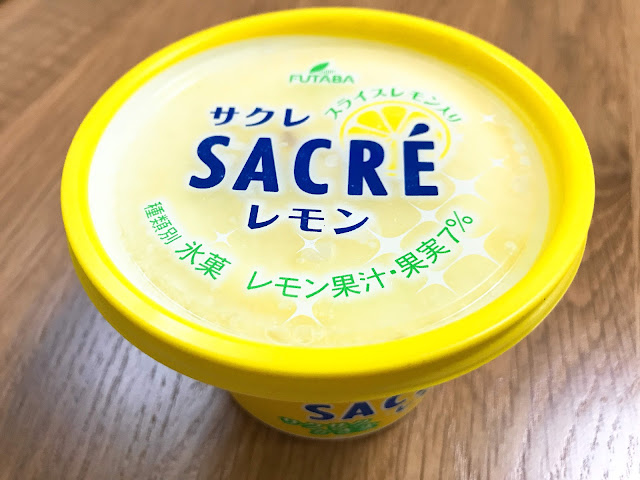 FUTABA
スライスレモン入り
サクレ
SACRÉ
レモン
種類別 氷菓 レモン果汁・果実7%
SAC